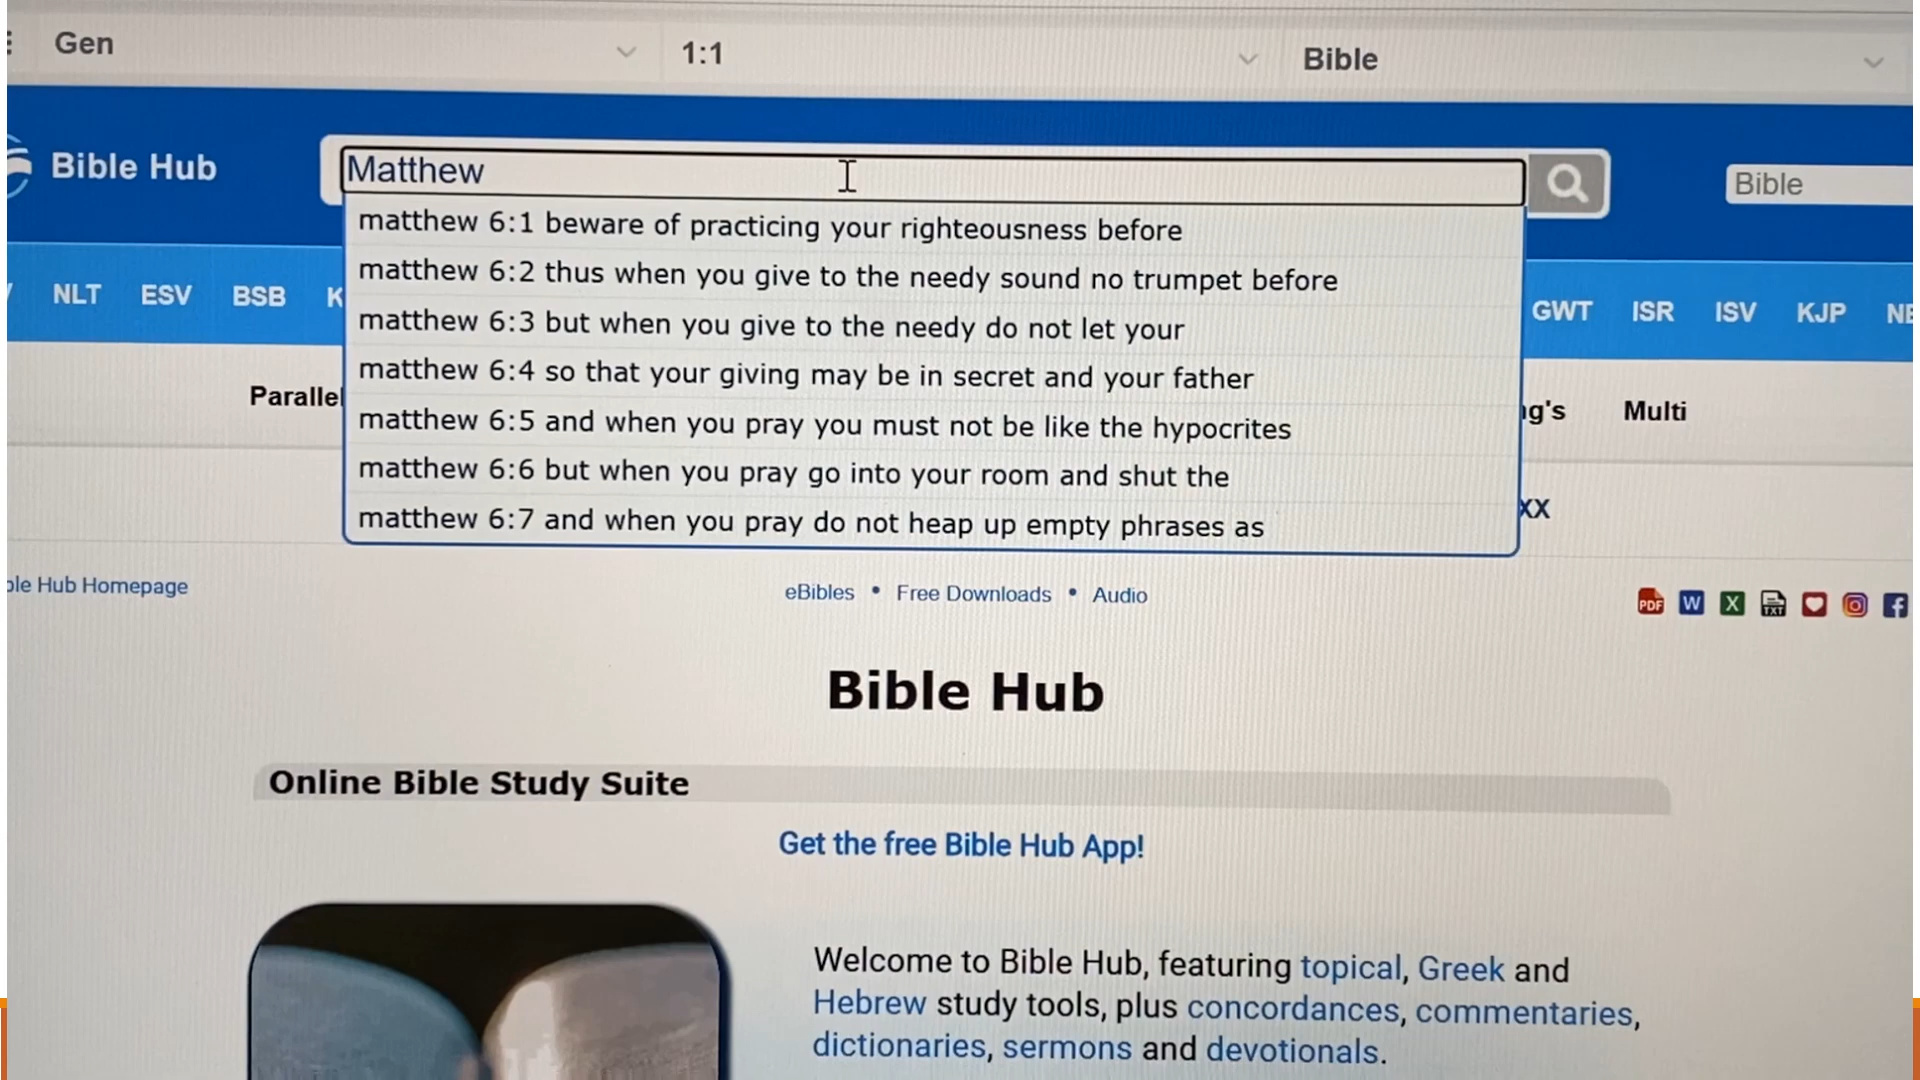 Gen 1:1 Bible
Bible Hub Matthew Bible
NLT ESV BSB GWT ISR ISV KJP
matthew 6:1 beware of practicing your righteousness before
matthew 6:2 thus when you give to the needy sound no trumpet before
matthew 6:3 but when you give to the needy do not let your
matthew 6:4 so that your giving may be in secret and your father
matthew 6:5 and when you pray you must not be like the hypocrites
matthew 6:6 but when you pray go into your room and shut the
matthew 6:7 and when you pray do not heap up empty phrases as
Multi
Hub Homepage eBibles • Free Downloads • Audio PDF W X TXT f
Bible Hub
Online Bible Study Suite
Get the free Bible Hub App!
Welcome to Bible Hub, featuring topical, Greek and
Hebrew study tools, plus concordances, commentaries,
dictionaries, sermons and devotionals.